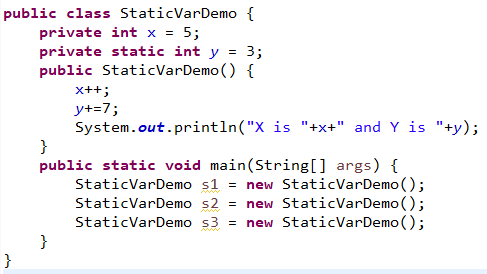 public class StaticVarDemo {
    private int x = 5;
    private static int y = 3;
    public StaticVarDemo() {
        x++;
        y+=7;
        System.out.println("X is "+x+" and Y is "+y);
    }
    public static void main(String[] args) {
        StaticVarDemo s1 = new StaticVarDemo();
        StaticVarDemo s2 = new StaticVarDemo();
        StaticVarDemo s3 = new StaticVarDemo();
    }
}